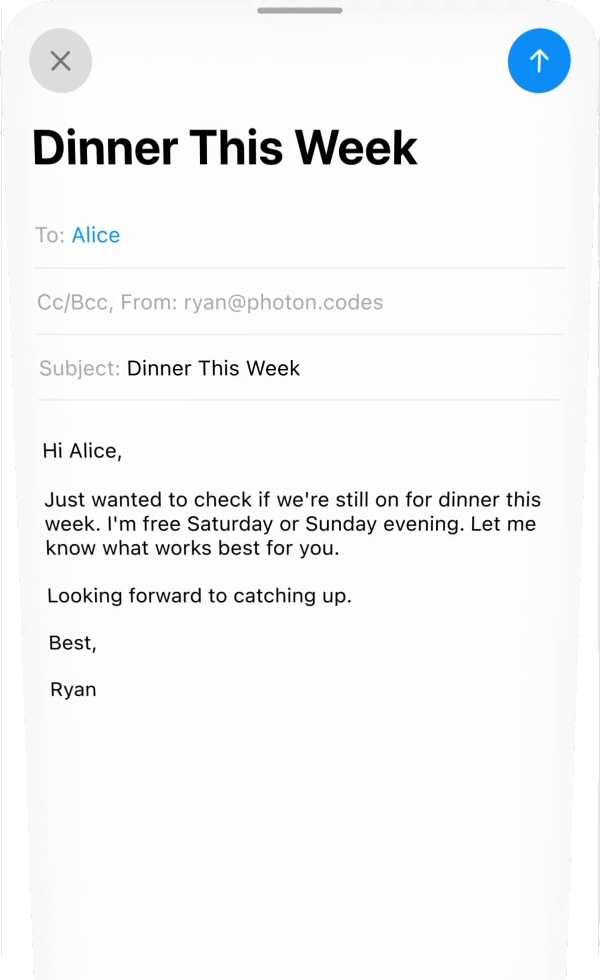 Dinner This Week
To: Alice
Cc/Bcc, From: ryan@photon.codes
Subject: Dinner This Week
Hi Alice,
Just wanted to check if we're still on for dinner this
week. I'm free Saturday or Sunday evening. Let me
know what works best for you.
Looking forward to catching up.
Best,
Ryan